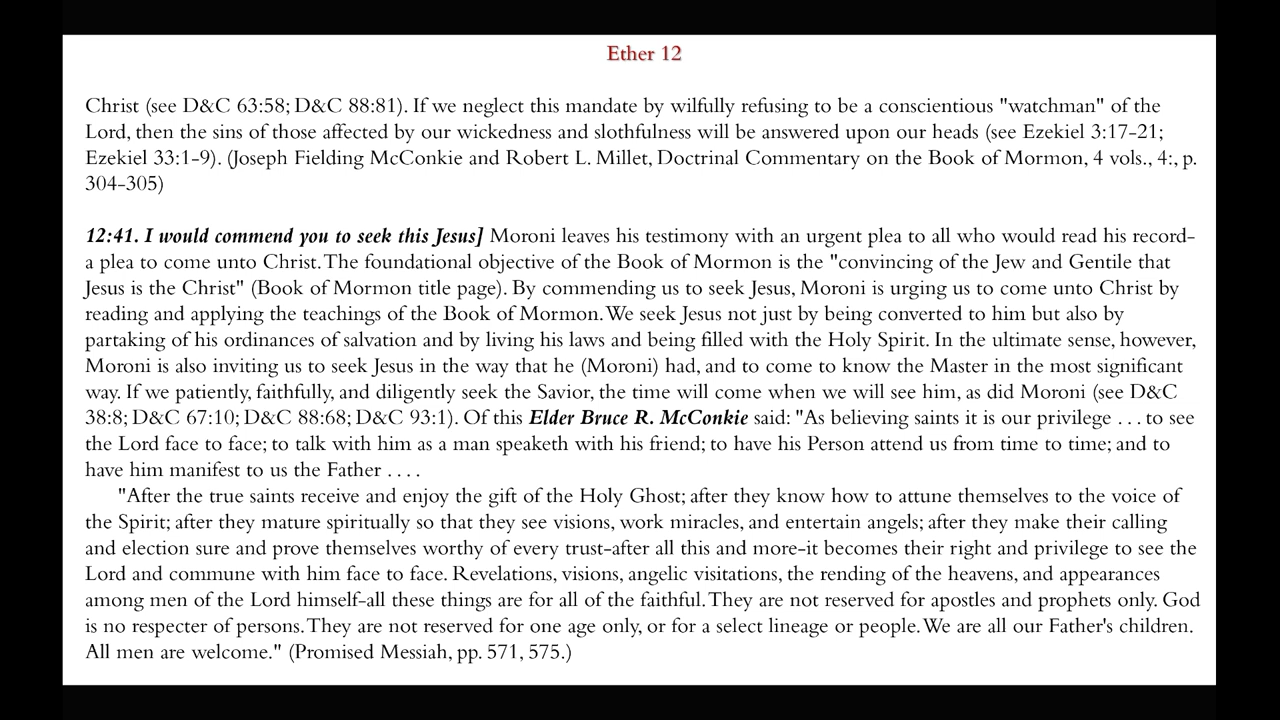 Ether 12
Christ (see D&C 63:58; D&C 88:81). If we neglect this mandate by wilfully refusing to be a conscientious "watchman" of the
Lord, then the sins of those affected by our wickedness and slothfulness will be answered upon our heads (see Ezekiel 3:17-21;
Ezekiel 33:1-9). (Joseph Fielding McConkie and Robert L. Millet, Doctrinal Commentary on the Book of Mormon, 4 vols., 4:, p.
304-305)
12:41. I would commend you to seek this Jesus] Moroni leaves his testimony with an urgent plea to all who would read his record-
a plea to come unto Christ. The foundational objective of the Book of Mormon is the "convincing of the Jew and Gentile that
Jesus is the Christ" (Book of Mormon title page). By commending us to seek Jesus, Moroni is urging us to come unto Christ by
reading and applying the teachings of the Book of Mormon. We seek Jesus not just by being converted to him but also by
partaking of his ordinances of salvation and by living his laws and being filled with the Holy Spirit. In the ultimate sense, however,
Moroni is also inviting us to seek Jesus in the way that he (Moroni) had, and to come to know the Master in the most significant
way. If we patiently, faithfully, and diligently seek the Savior, the time will come when we will see him, as did Moroni (see D&C
38:8; D&C 67:10; D&C 88:68; D&C 93:1). Of this Elder Bruce R. McConkie said: "As believing saints it is our privilege . . . to see
the Lord face to face; to talk with him as a man speaketh with his friend; to have his Person attend us from time to time; and to
have him manifest to us the Father . . . .
"After the true saints receive and enjoy the gift of the Holy Ghost; after they know how to attune themselves to the voice of
the Spirit; after they mature spiritually so that they see visions, work miracles, and entertain angels; after they make their calling
and election sure and prove themselves worthy of every trust-after all this and more-it becomes their right and privilege to see the
Lord and commune with him face to face. Revelations, visions, angelic visitations, the rending of the heavens, and appearances
among men of the Lord himself-all these things are for all of the faithful. They are not reserved for apostles and prophets only. God
is no respecter of persons. They are not reserved for one age only, or for a select lineage or people. We are all our Father's children.
All men are welcome." (Promised Messiah, pp. 571, 575.)